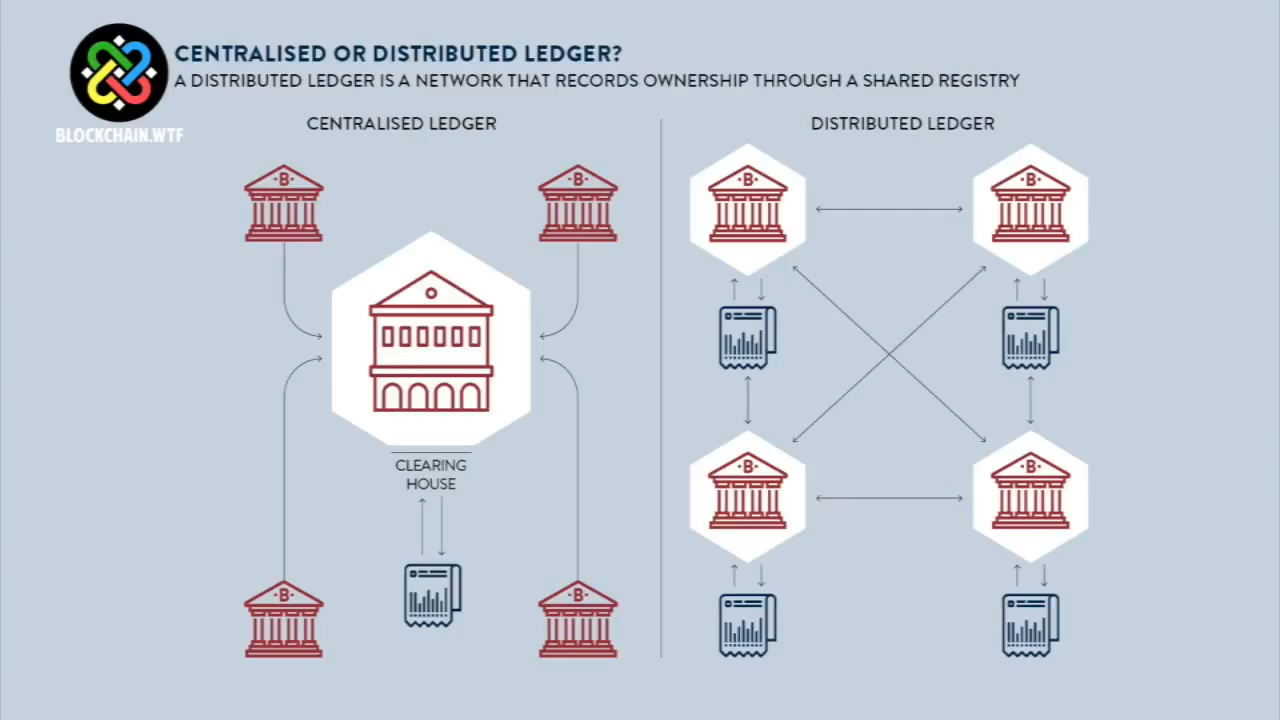 CENTRALISED OR DISTRIBUTED LEDGER?
A DISTRIBUTED LEDGER IS A NETWORK THAT RECORDS OWNERSHIP THROUGH A SHARED REGISTRY
BLOCKCHAIN.WTF
CENTRALISED LEDGER
DISTRIBUTED LEDGER
B
B
B
B
CLEARING
HOUSE
B
B
B
B